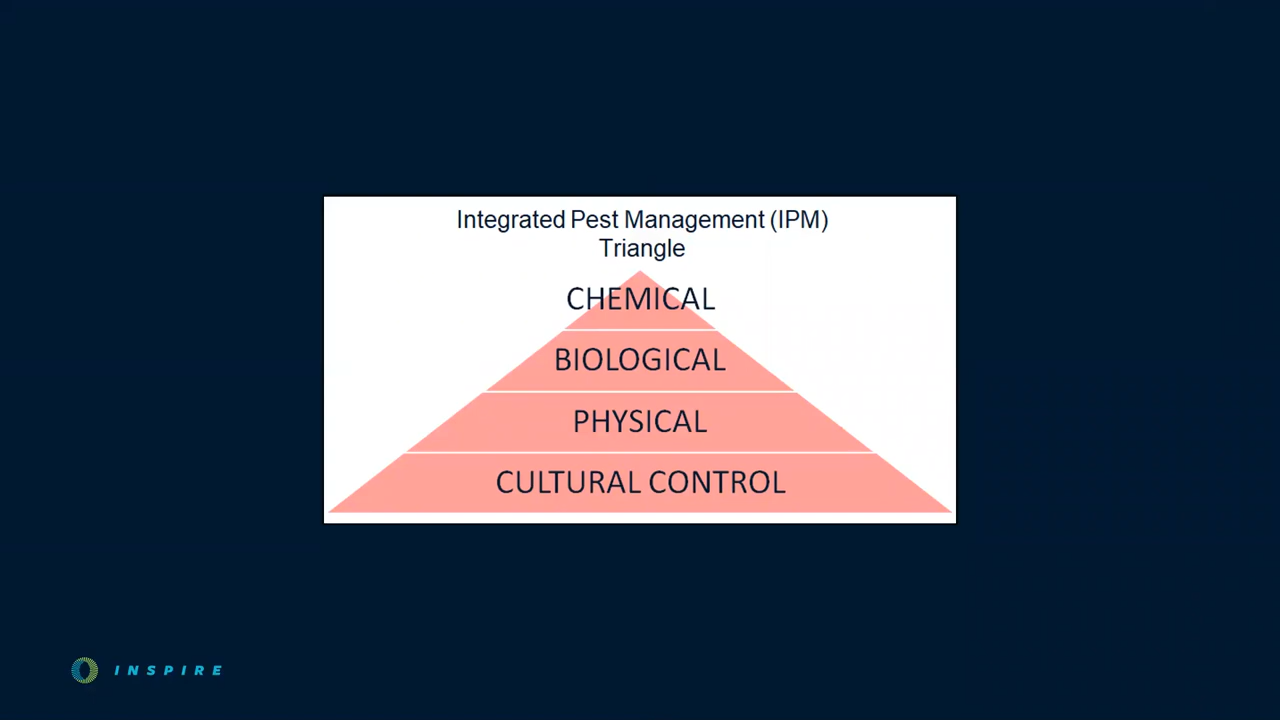 Integrated Pest Management (IPM)
Triangle
CHEMICAL
BIOLOGICAL
PHYSICAL
CULTURAL CONTROL
INSPIRE